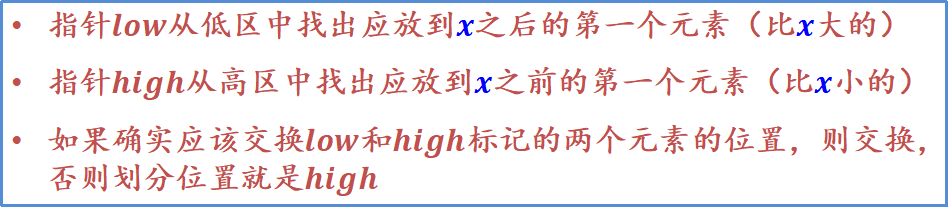 • 指针low从低区中找出应放到x之后的第一个元素（比x大的）
• 指针high从高区中找出应放到x之前的第一个元素（比x小的）
• 如果确实应该交换low和high标记的两个元素的位置，则交换，
否则划分位置就是high